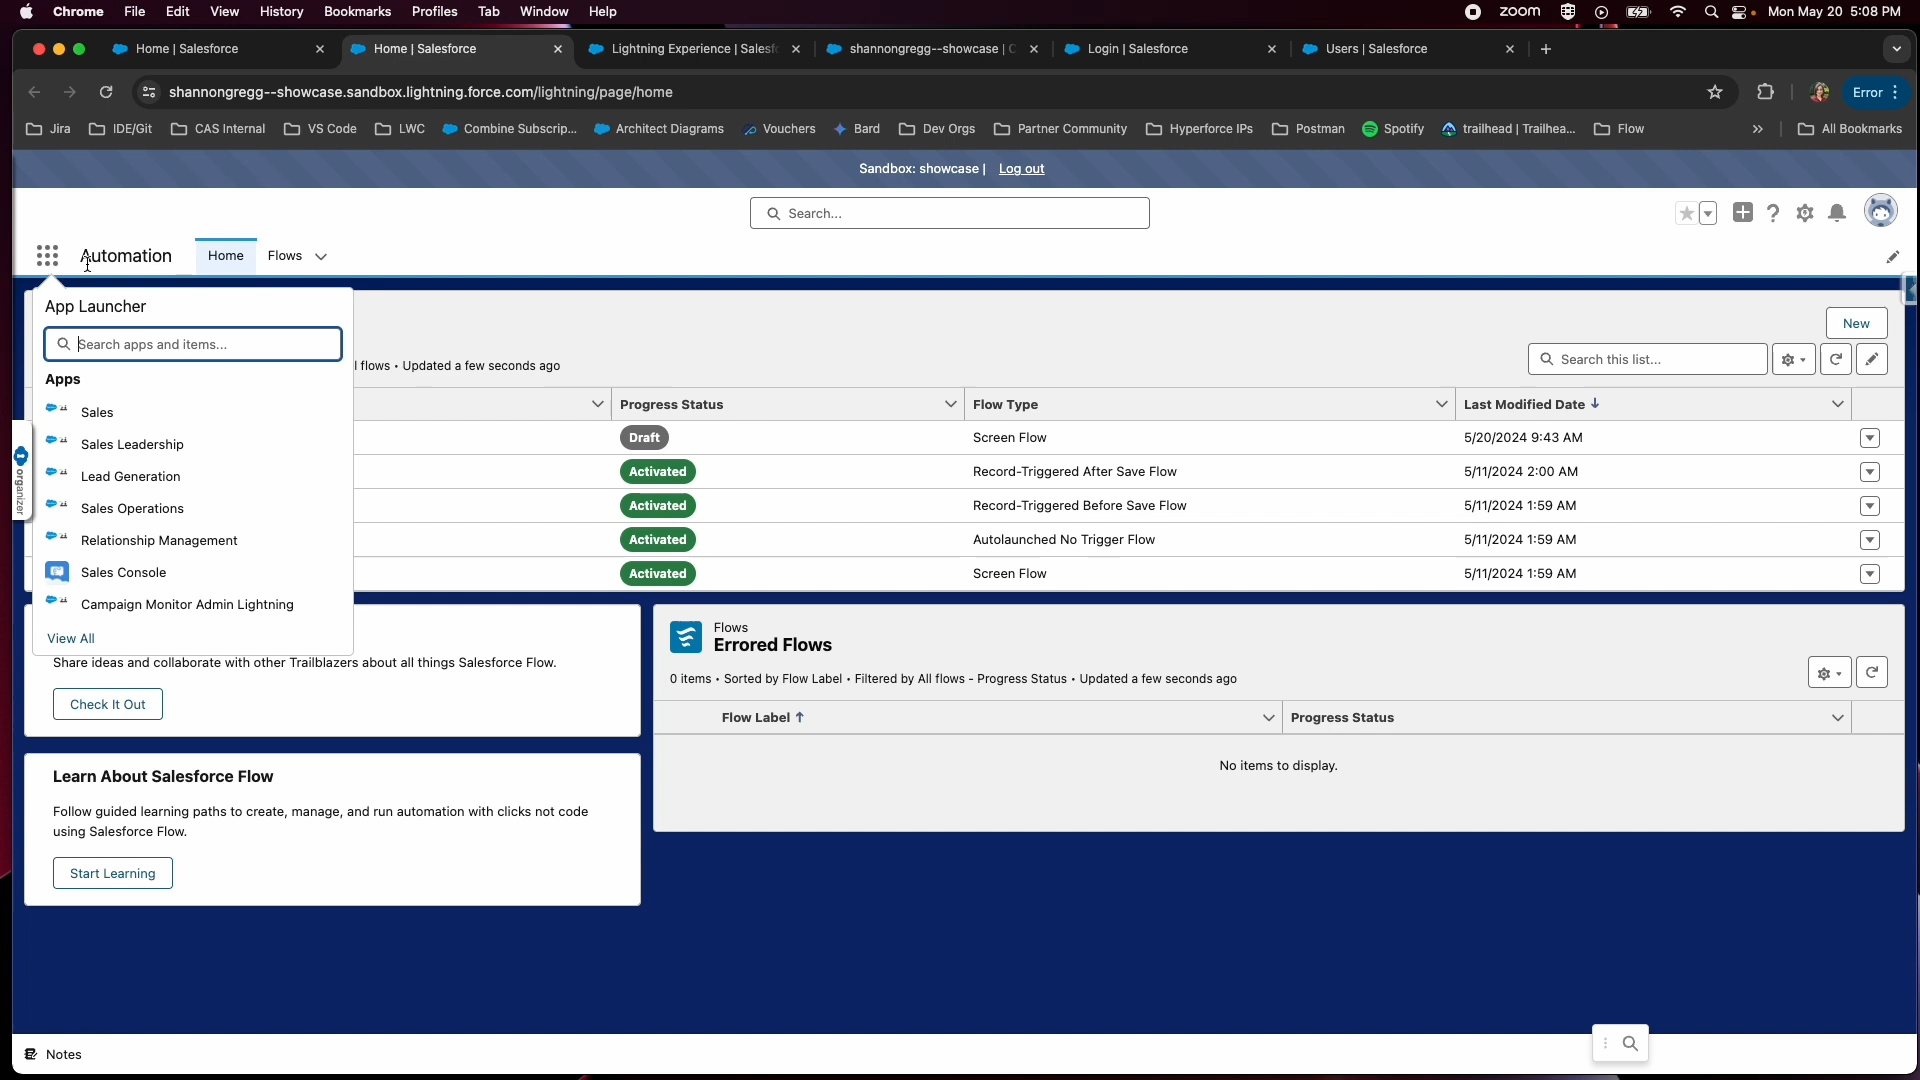 Chrome File Edit View History Bookmarks Profiles Tab Window Help zoom Mon May 20 5:08 PM
Home | Salesforce Home | Salesforce Lightning Experience | Salesf shannongregg--showcase | C Login | Salesforce Users | Salesforce
shannongregg--showcase.sandbox.lightning.force.com/lightning/page/home Error
Jira IDE/Git CAS Internal VS Code LWC Combine Subscrip... Architect Diagrams Vouchers Bard Dev Orgs Partner Community Hyperforce IPs Postman Spotify trailhead | Trailhea... Flow » All Bookmarks
Sandbox: showcase | Log out
Search...
Automation Home Flows
App Launcher
Search apps and items...
Apps
Sales
Sales Leadership
Lead Generation
Sales Operations
Relationship Management
Sales Console
Campaign Monitor Admin Lightning
View All
organizer
New
l flows • Updated a few seconds ago
Search this list...
Progress Status Flow Type Last Modified Date
Draft Screen Flow 5/20/2024 9:43 AM
Activated Record-Triggered After Save Flow 5/11/2024 2:00 AM
Activated Record-Triggered Before Save Flow 5/11/2024 1:59 AM
Activated Autolaunched No Trigger Flow 5/11/2024 1:59 AM
Activated Screen Flow 5/11/2024 1:59 AM
Share ideas and collaborate with other Trailblazers about all things Salesforce Flow.
Check It Out
Flows
Errored Flows
0 items • Sorted by Flow Label • Filtered by All flows - Progress Status • Updated a few seconds ago
Flow Label Progress Status
No items to display.
Learn About Salesforce Flow
Follow guided learning paths to create, manage, and run automation with clicks not code
using Salesforce Flow.
Start Learning
Notes